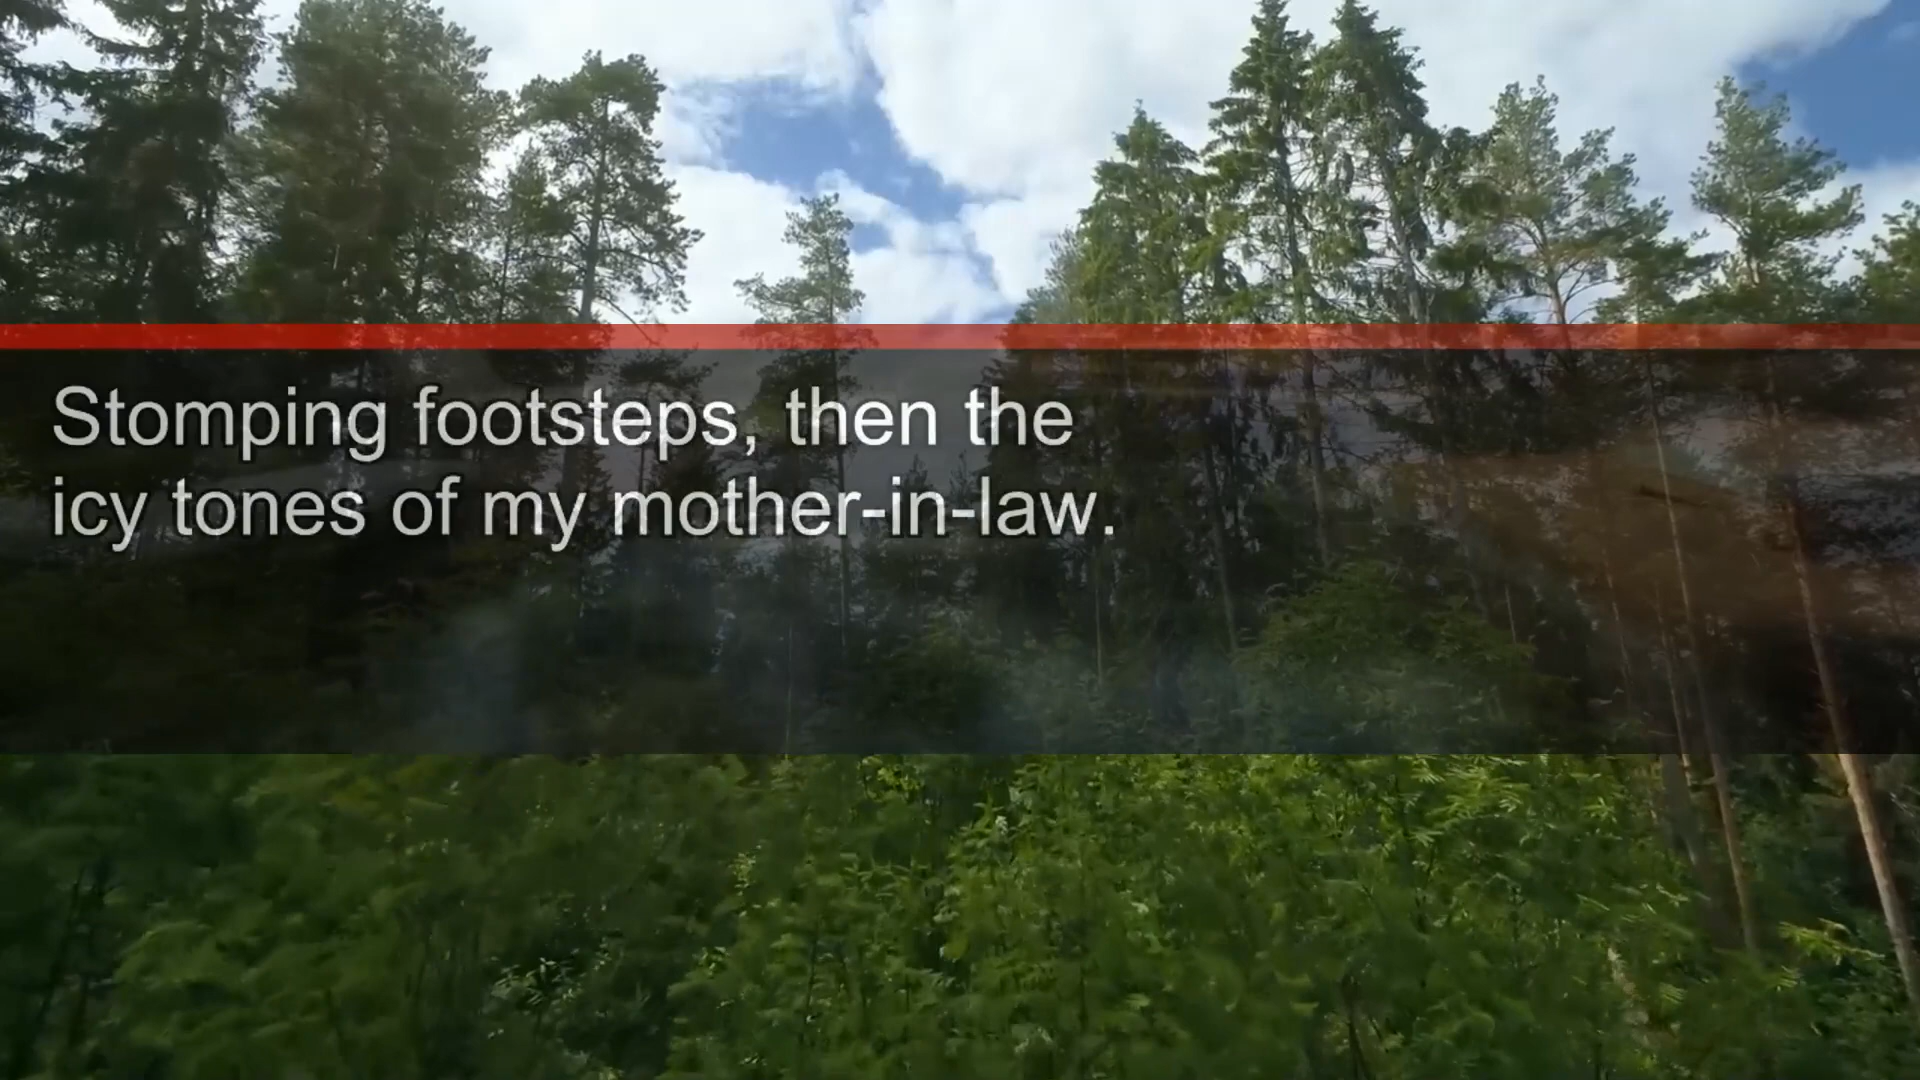 Stomping footsteps, then the
icy tones of my mother-in-law.